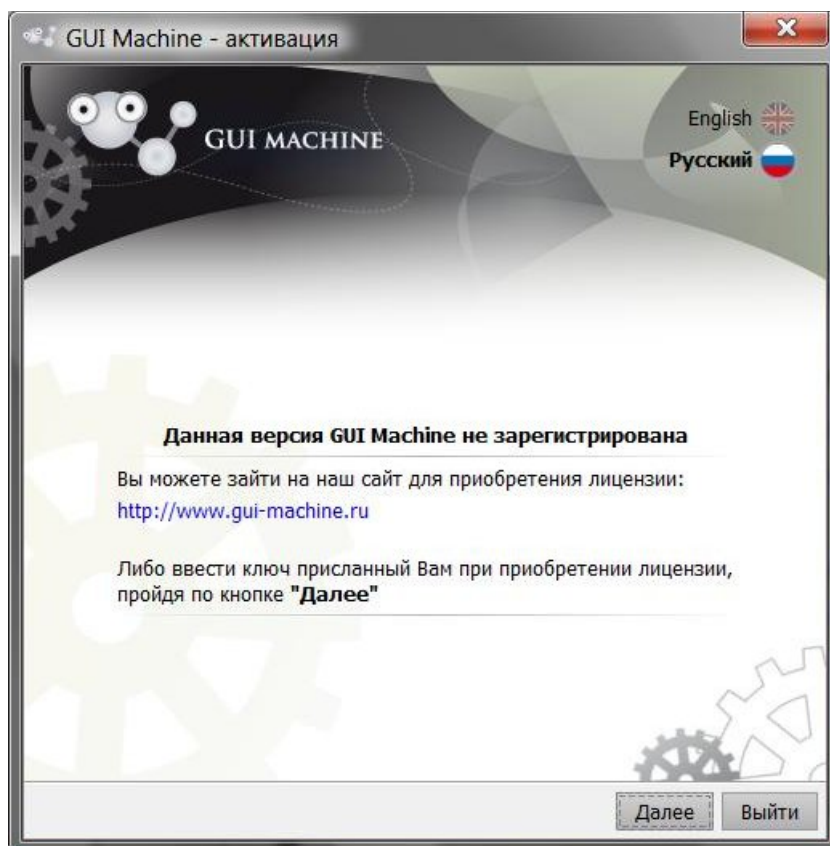 GUI Machine - активация
GUI MACHINE
English
Русский
Данная версия GUI Machine не зарегистрирована
Вы можете зайти на наш сайт для приобретения лицензии:
http://www.gui-machine.ru
Либо ввести ключ присланный Вам при приобретении лицензии,
пройдя по кнопке "Далее"
Далее Выйти